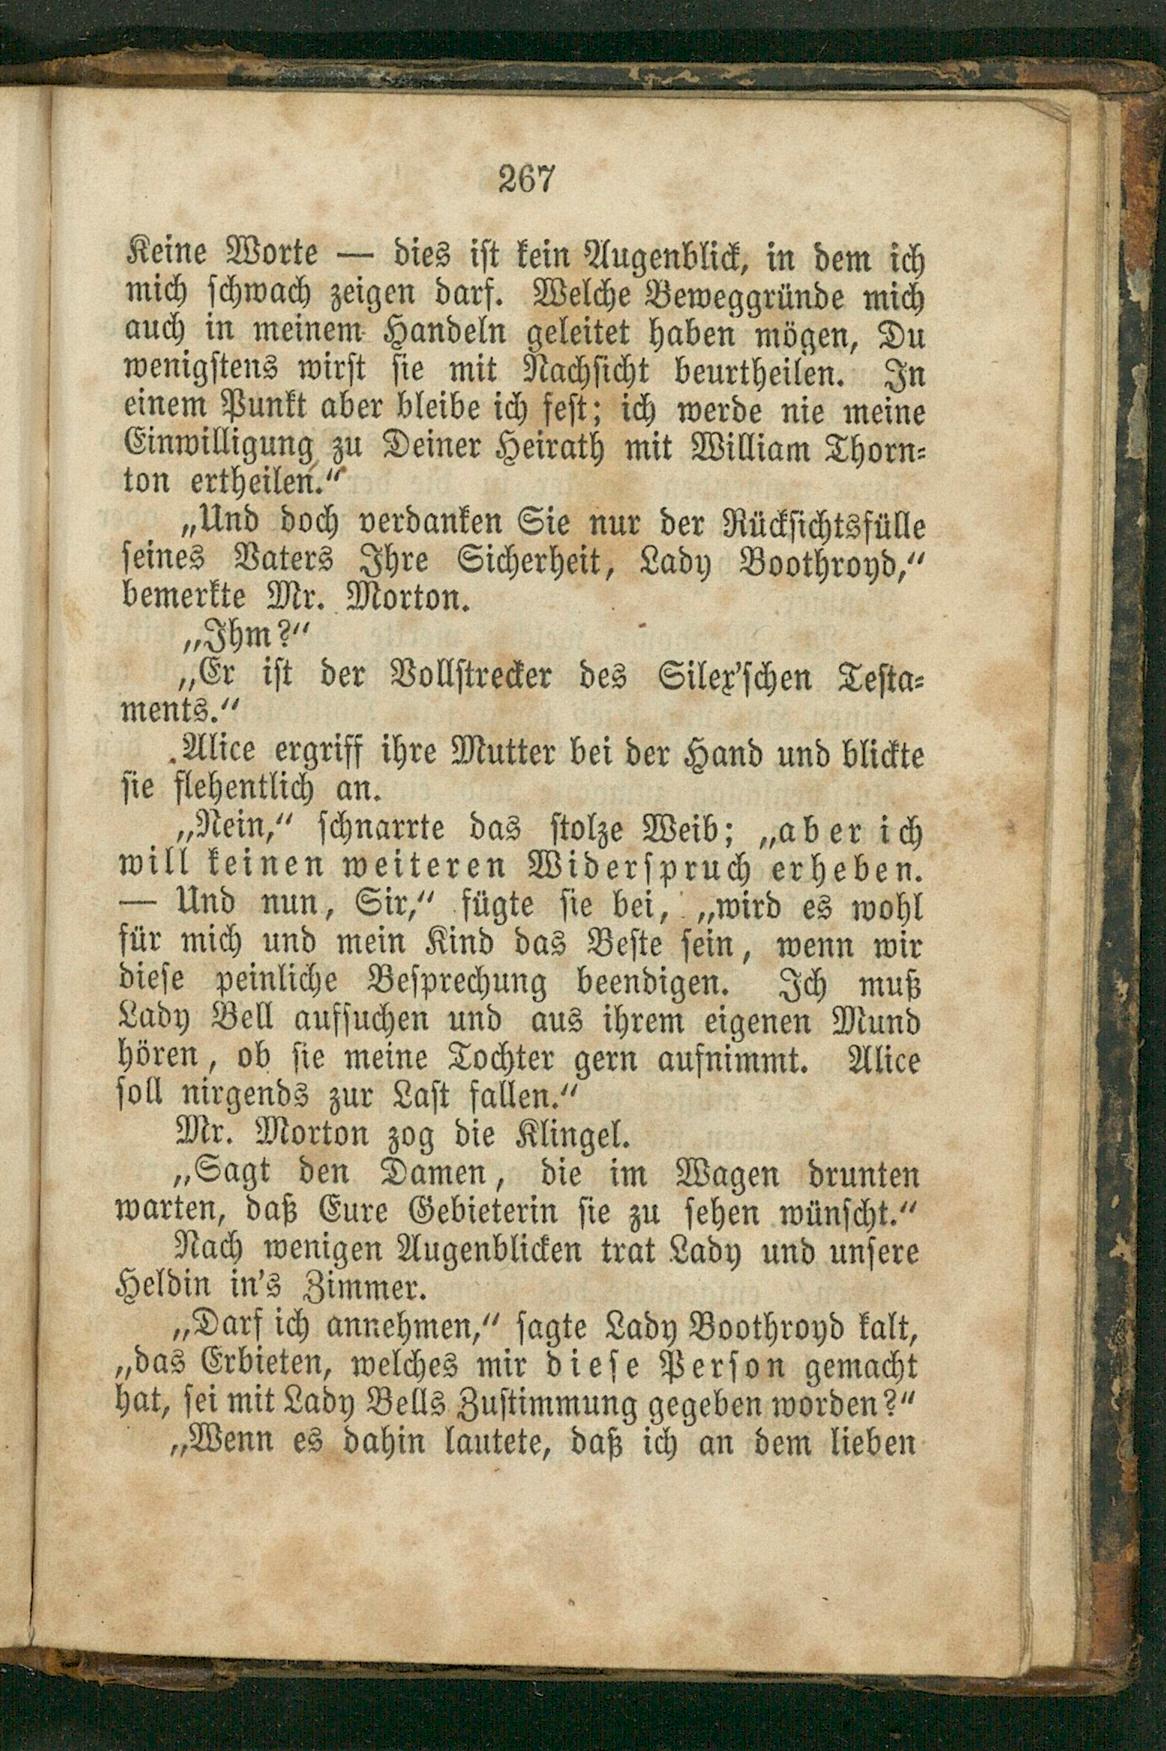 267
Keine Worte — dies ist kein Augenblick, in dem ich
mich schwach zeigen darf. Welche Beweggründe mich
auch in meinem Handeln geleitet haben mögen, Du
wenigstens wirst sie mit Nachsicht beurtheilen. In
einem Punkt aber bleibe ich fest; ich werde nie meine
Einwilligung zu Deiner Heirath mit William Thorn-
ton ertheilen.“
„Und doch verdanken Sie nur der Rücksichtsfülle
seines Vaters Ihre Sicherheit, Lady Boothroyd,“
bemerkte Mr. Morton.
„Ihm?“
„Er ist der Vollstrecker des Silex'schen Testa-
ments.“
Alice ergriff ihre Mutter bei der Hand und blickte
sie flehentlich an.
„Nein,“ schnarrte das stolze Weib; „aber ich
will keinen weiteren Widerspruch erheben.
— Und nun, Sir,“ fügte sie bei, „wird es wohl
für mich und mein Kind das Beste sein, wenn wir
diese peinliche Besprechung beendigen. Ich muß
Lady Bell aufsuchen und aus ihrem eigenen Mund
hören, ob sie meine Tochter gern aufnimmt. Alice
soll nirgends zur Last fallen.“
Mr. Morton zog die Klingel.
„Sagt den Damen, die im Wagen drunten
warten, daß Eure Gebieterin sie zu sehen wünscht.“
Nach wenigen Augenblicken trat Lady und unsere
Heldin in's Zimmer.
„Darf ich annehmen,“ sagte Lady Boothroyd kalt,
„das Erbieten, welches mir diese Person gemacht
hat, sei mit Lady Bells Zustimmung gegeben worden?“
„Wenn es dahin lautete, daß ich an dem lieben